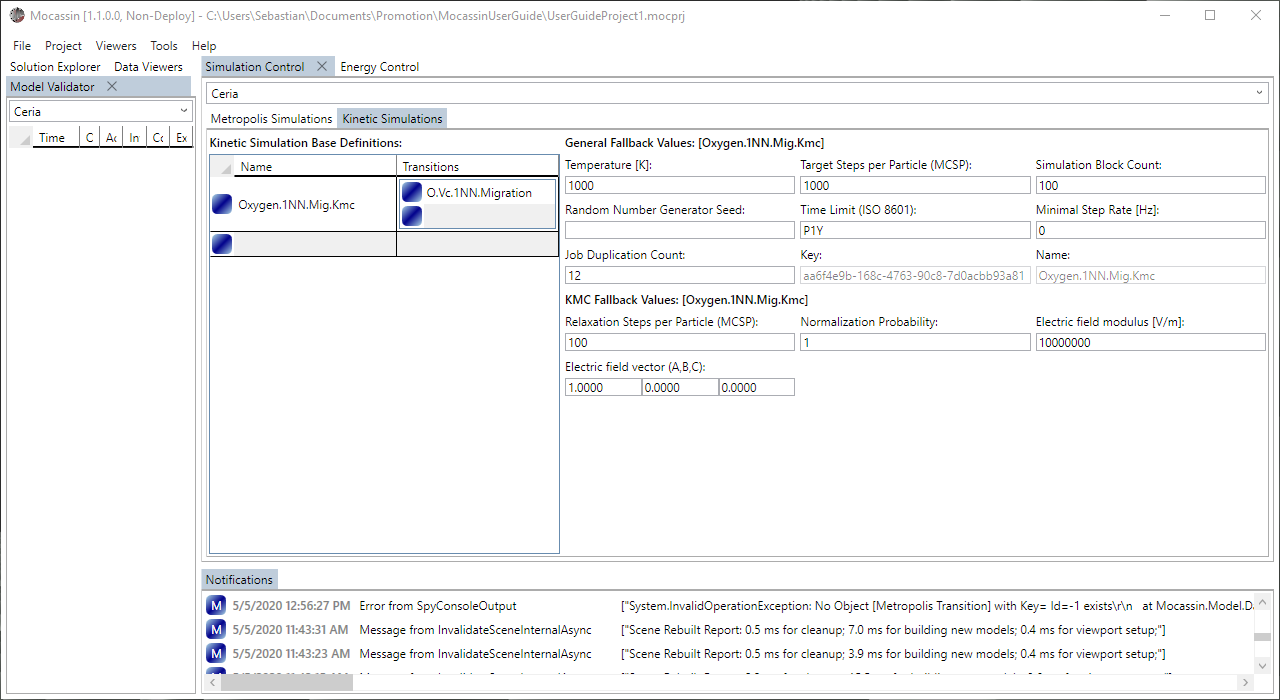 Mocassin [1.1.0.0, Non-Deploy] - C:\Users\Sebastian\Documents\Promotion\MocassinUserGuide\UserGuideProject1.mocprj
File Project Viewers Tools Help
Solution Explorer Data Viewers
Simulation Control Energy Control
Model Validator
Ceria
Time C Ac In Co Ex
Ceria
Metropolis Simulations Kinetic Simulations
Kinetic Simulation Base Definitions:
Name Transitions
Oxygen.1NN.Mig.Kmc
O.Vc.1NN.Migration
General Fallback Values: [Oxygen.1NN.Mig.Kmc]
Temperature [K]: Target Steps per Particle (MCSP): Simulation Block Count:
1000 1000 100
Random Number Generator Seed: Time Limit (ISO 8601): Minimal Step Rate [Hz]:
P1Y 0
Job Duplication Count: Key: Name:
12 aa6f4e9b-168c-4763-90c8-7d0acbb93a81 Oxygen.1NN.Mig.Kmc
KMC Fallback Values: [Oxygen.1NN.Mig.Kmc]
Relaxation Steps per Particle (MCSP): Normalization Probability: Electric field modulus [V/m]:
100 1 10000000
Electric field vector (A,B,C):
1.0000 0.0000 0.0000
Notifications
M 5/5/2020 12:56:27 PM Error from SpyConsoleOutput ["System.InvalidOperationException: No Object [Metropolis Transition] with Key= Id=-1 exists\r\n at Mocassin.Model.Da
M 5/5/2020 11:43:31 AM Message from InvalidateSceneInternalAsync ["Scene Rebuilt Report: 0.5 ms for cleanup; 7.0 ms for building new models; 0.4 ms for viewport setup;"]
M 5/5/2020 11:43:23 AM Message from InvalidateSceneInternalAsync ["Scene Rebuilt Report: 0.5 ms for cleanup; 3.9 ms for building new models; 0.4 ms for viewport setup;"]